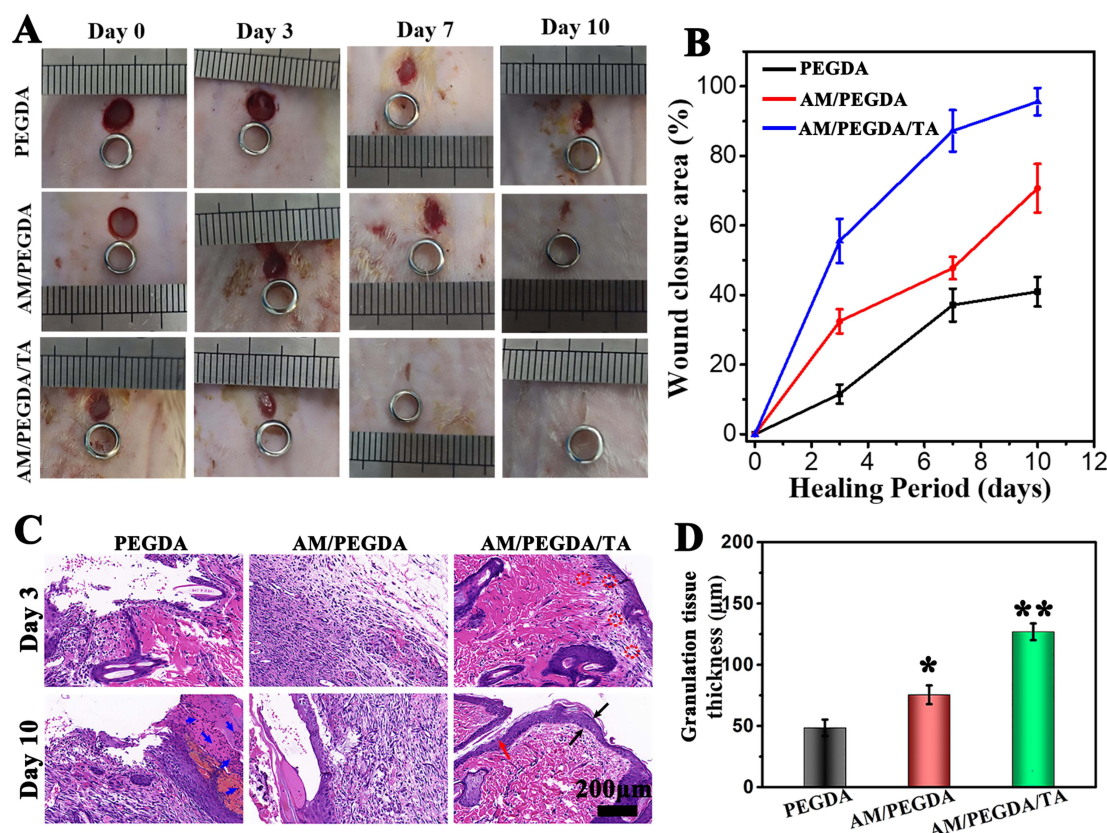 A
Day 0 Day 3 Day 7 Day 10
PEGDA
AM/PEGDA
AM/PEGDA/TA
B
PEGDA
AM/PEGDA
AM/PEGDA/TA
Wound closure area (%)
100
80
60
40
20
0
0 2 4 6 8 10 12
Healing Period (days)
C
PEGDA AM/PEGDA AM/PEGDA/TA
Day 3
Day 10
200μm
D
Granulation tissue
thickness (μm)
200
150
100
50
0
*
**
PEGDA AM/PEGDA AM/PEGDA/TA